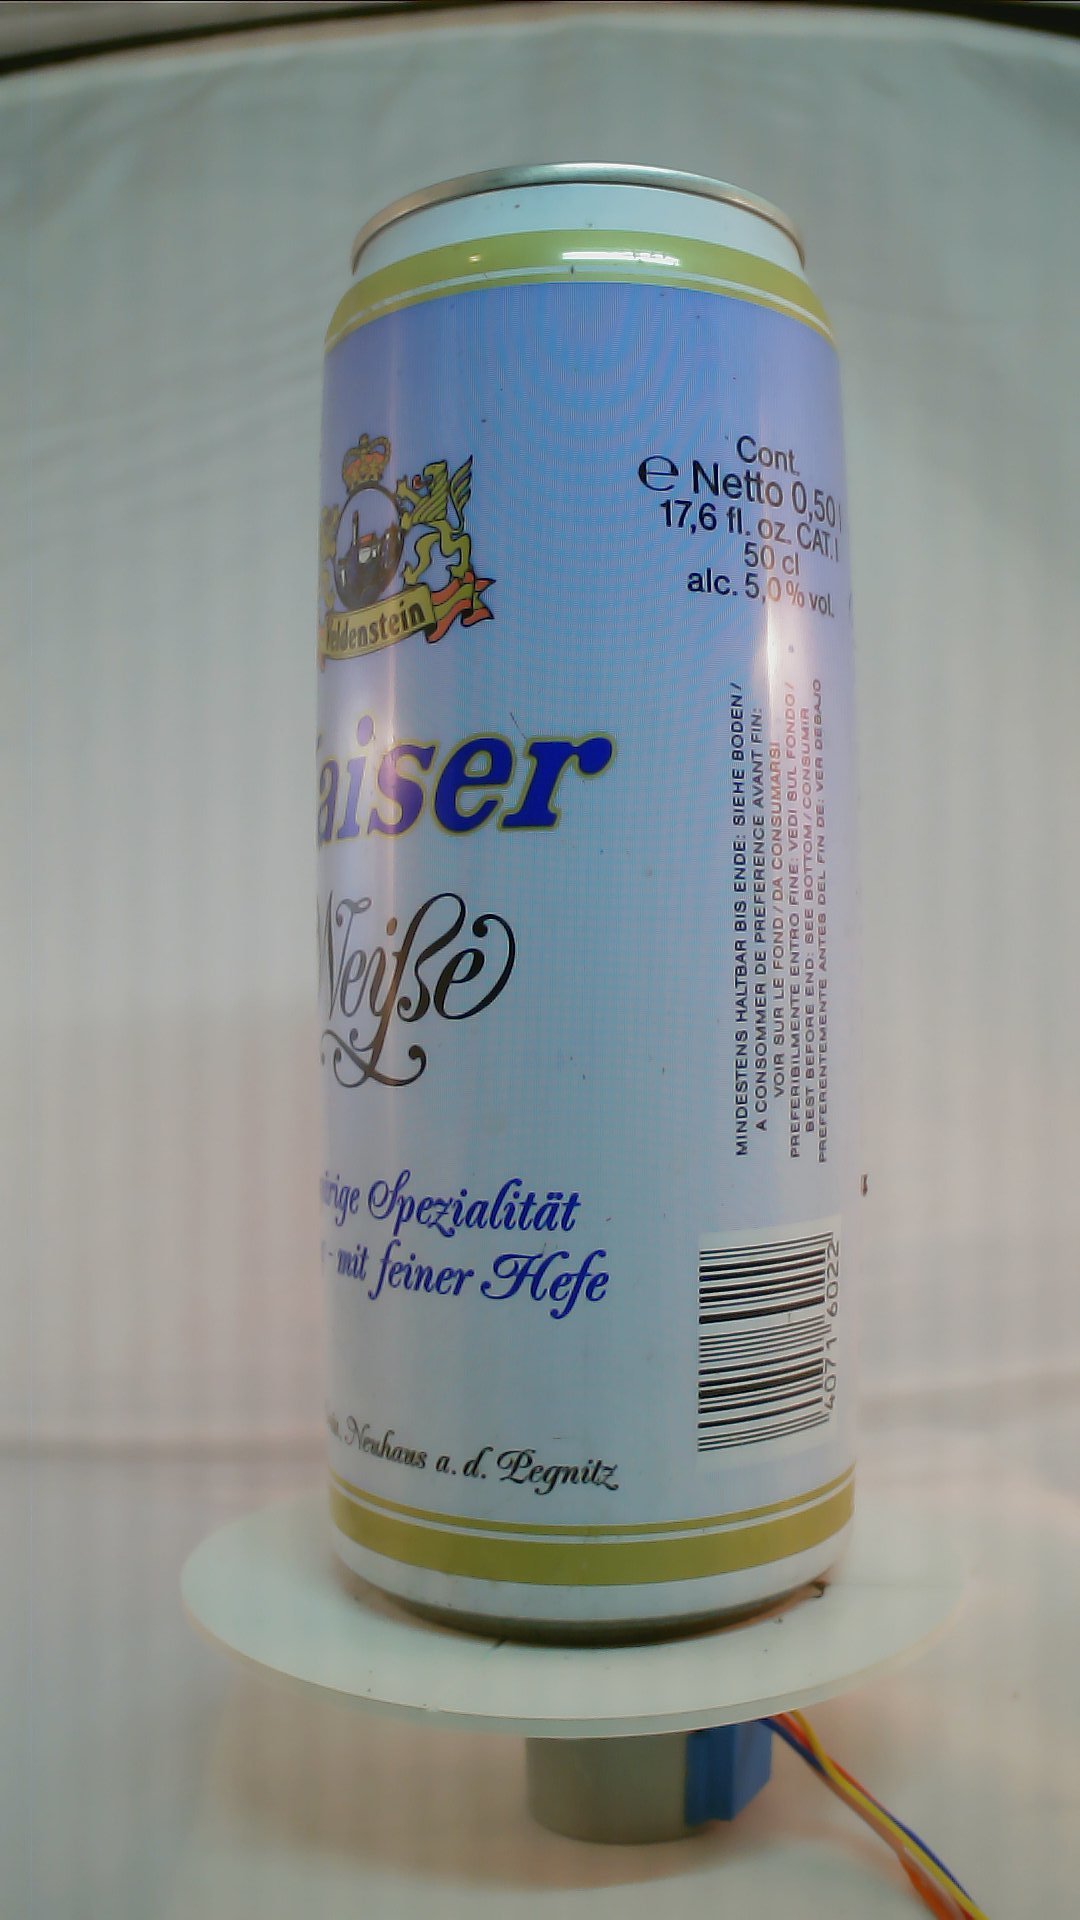 Veldenstein
Kaiser
Weiße
Spezialität
- mit feiner Hefe
Neuhaus a. d. Pegnitz
Cont.
e Netto 0,50
17,6 fl. oz. CAT. I
50 cl
alc. 5,0 % vol.
MINDESTENS HALTBAR BIS ENDE: SIEHE BODEN /
A CONSOMMER DE PREFERENCE AVANT FIN:
VOIR SUR LE FOND / DA CONSUMARSI
PREFERIBILMENTE ENTRO FINE: VEDI SUL FONDO /
BEST BEFORE END: SEE BOTTOM / CONSUMIR
PREFERENTEMENTE ANTES DEL FIN DE: VER DEBAJO
4071 6022